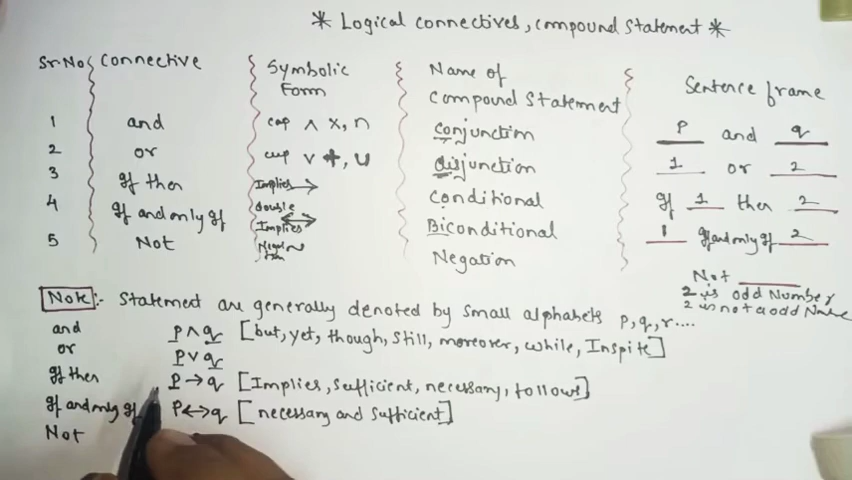 * Logical connectives, compound statement *
Sr No Connective Symbolic Form Name of Compound Statement Sentence frame
1 and cap ∧ ×, ∩ conjunction P and q
2 or cup ∨ +, ∪ disjunction 1 or 2
3 If then Implies → Conditional If 1 then 2
4 If and only If double Implies ↔ Biconditional 1 If and only If 2
5 Not Negation ~ Negation Not
2 is odd Number
2 is not a odd
Note :- Statement are generally denoted by small alphabets p, q, r....
and p ∧ q [but, yet, though, still, moreover, while, Inspite]
or p ∨ q
If then p → q [Implies, sufficient, necessary, follows]
If and only If p ↔ q [necessary and sufficient]
Not